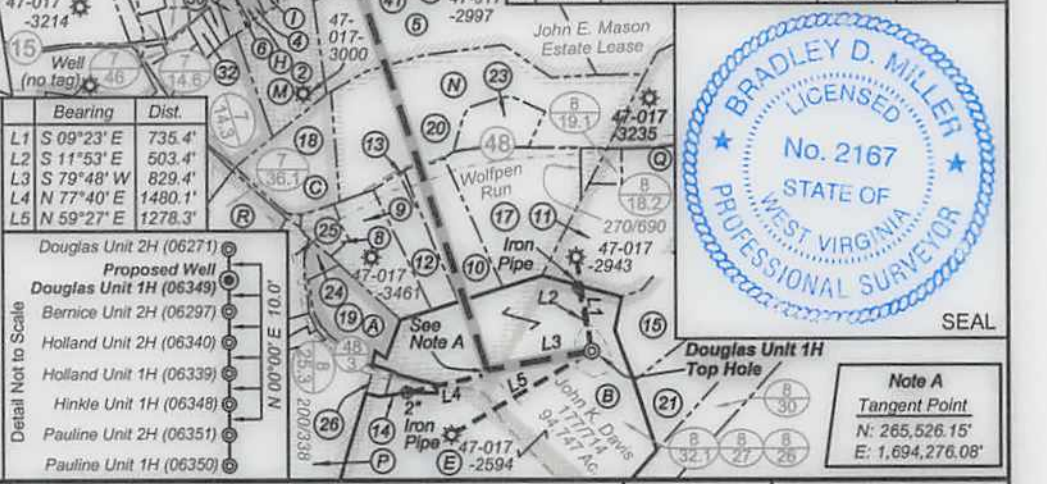 47-017
-3214
15
Well
(no tag)
7
46
7
14.6
32
6
H
I
4
2
M
47-
017-
3000
47
5
-2997
John E. Mason
Estate Lease
N
23
8
19.1
47-017
3235
20
48
Q
18
13
7
14.3
7
36.1
C
R
Wolfpen
Run
8
18.2
270/690
9
25
8
17
11
Iron
Pipe
47-017
-2943
47-017
-3461
12
10
24
19
A
48
3
8
25.3
200/338
See
Note A
L2
L1
L3
L4
L5
15
Douglas Unit 1H
Top Hole
B
21
8
30
8
32.1
8
27
8
26
John K. Davis
177/714
94.747 Ac.
2"
Iron
Pipe
26
14
P
E
47-017
-2594
Bearing Dist.
L1 S 09°23' E 735.4'
L2 S 11°53' E 503.4'
L3 S 79°48' W 829.4'
L4 N 77°40' E 1480.1'
L5 N 59°27' E 1278.3'
Detail Not to Scale
Douglas Unit 2H (06271)
Proposed Well
Douglas Unit 1H (06349)
Bernice Unit 2H (06297)
Holland Unit 2H (06340)
Holland Unit 1H (06339)
Hinkle Unit 1H (06348)
Pauline Unit 2H (06351)
Pauline Unit 1H (06350)
N 00°00' E 10.0'
BRADLEY D. MILLER
LICENSED
No. 2167
STATE OF
WEST VIRGINIA
PROFESSIONAL SURVEYOR
SEAL
Note A
Tangent Point
N: 265,526.15'
E: 1,694,276.08'